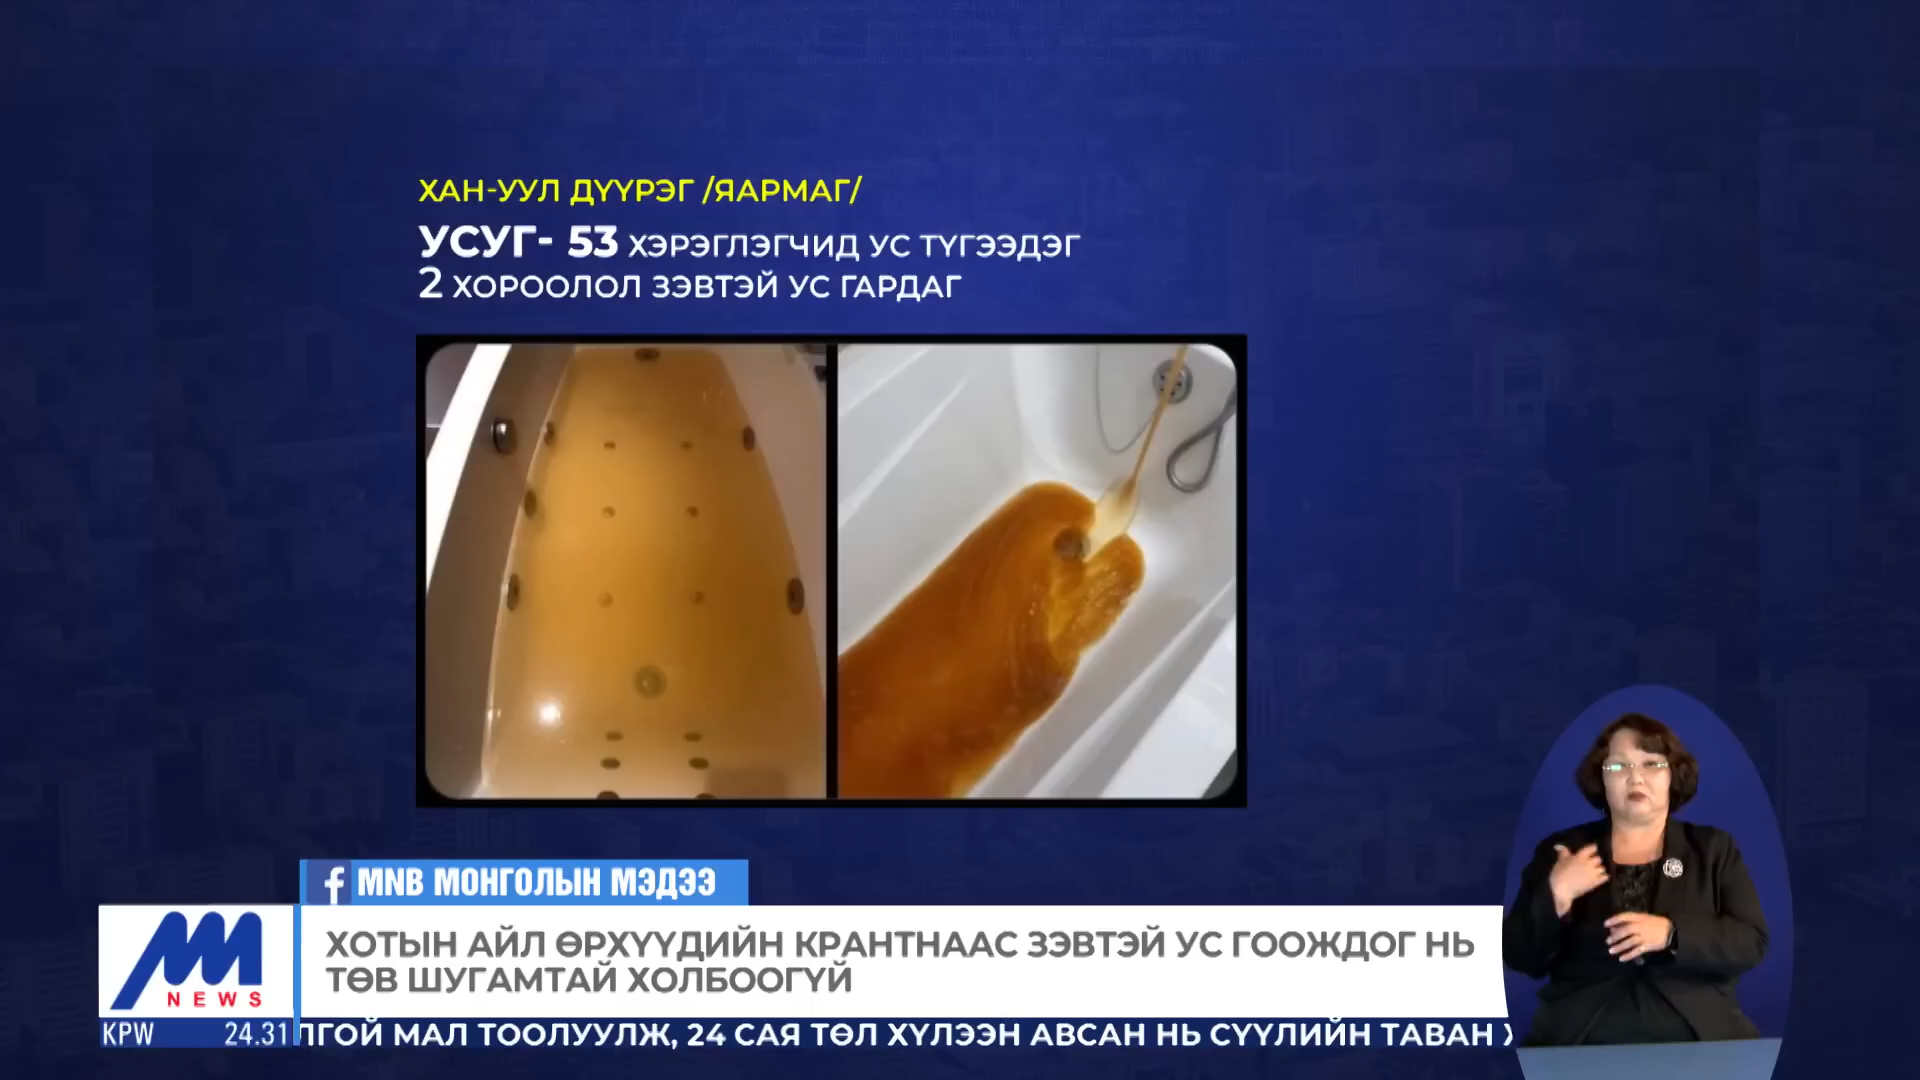 ХАН-УУЛ ДҮҮРЭГ /ЯАРМАГ/
УСУГ- 53 ХЭРЭГЛЭГЧИД УС ТҮГЭЭДЭГ
2 ХОРООЛОЛ ЗЭВТЭЙ УС ГАРДАГ
f MNB МОНГОЛЫН МЭДЭЭ
ХОТЫН АЙЛ ӨРХҮҮДИЙН КРАНТНААС ЗЭВТЭЙ УС ГООЖДОГ НЬ
ТӨВ ШУГАМТАЙ ХОЛБООГҮЙ
NEWS
KPW 24.31
ЛГОЙ МАЛ ТООЛУУЛЖ, 24 САЯ ТӨЛ ХҮЛЭЭН АВСАН НЬ СҮҮЛИЙН ТАВАН